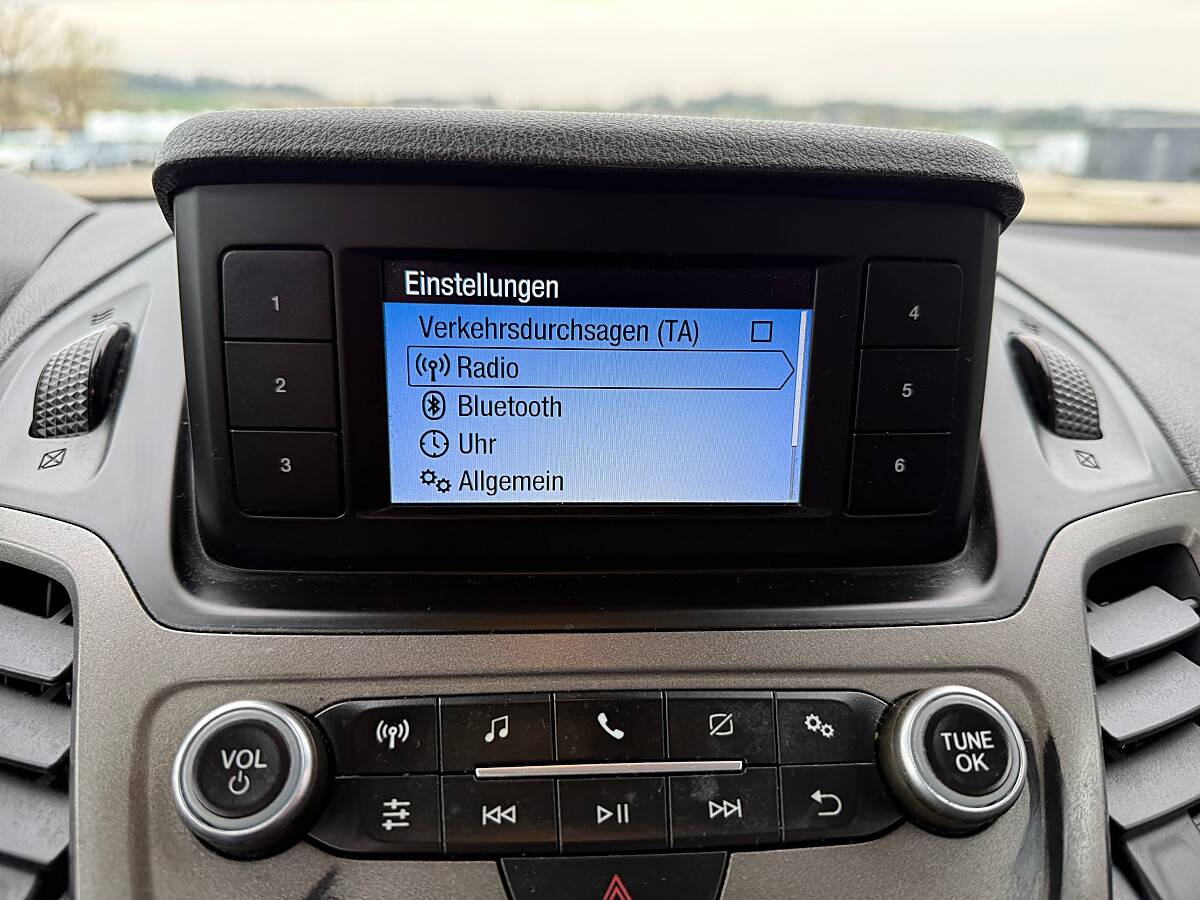 Einstellungen
Verkehrsdurchsagen (TA)
Radio
Bluetooth
Uhr
Allgemein
1
2
3
4
5
6
VOL
TUNE
OK